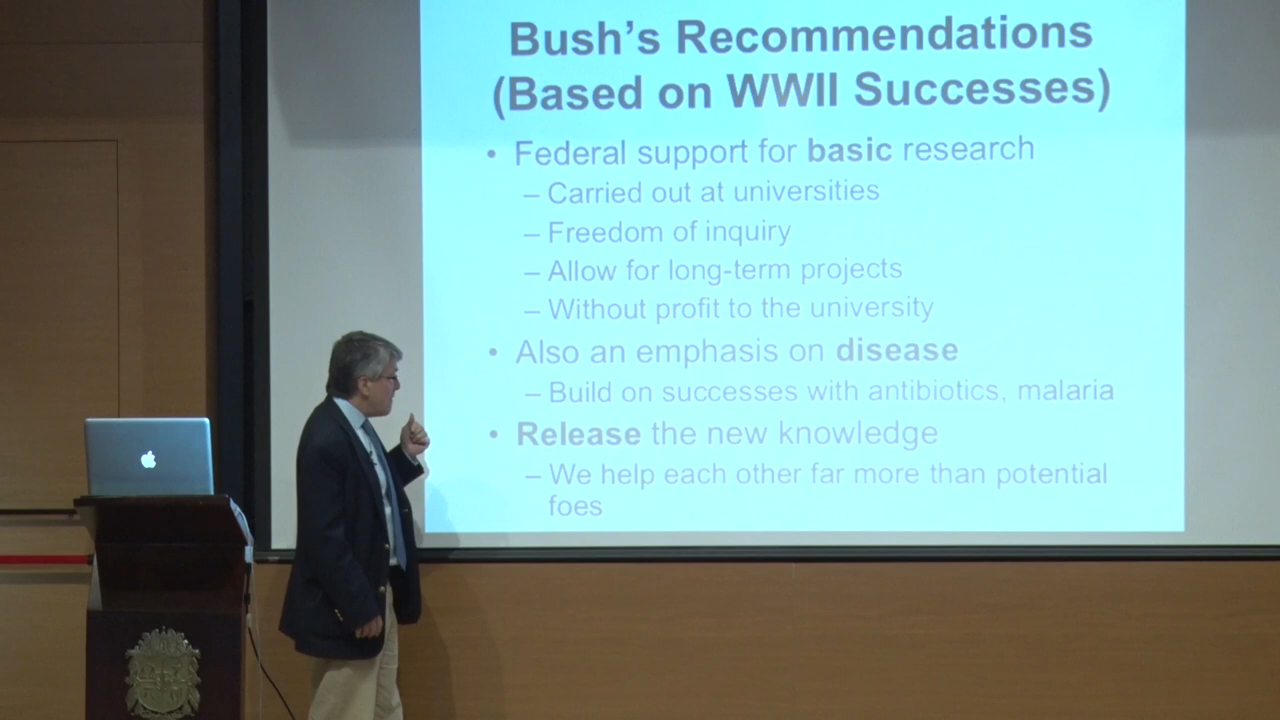 Bush's Recommendations
(Based on WWII Successes)
• Federal support for basic research
– Carried out at universities
– Freedom of inquiry
– Allow for long-term projects
– Without profit to the university
• Also an emphasis on disease
– Build on successes with antibiotics, malaria
• Release the new knowledge
– We help each other far more than potential
foes